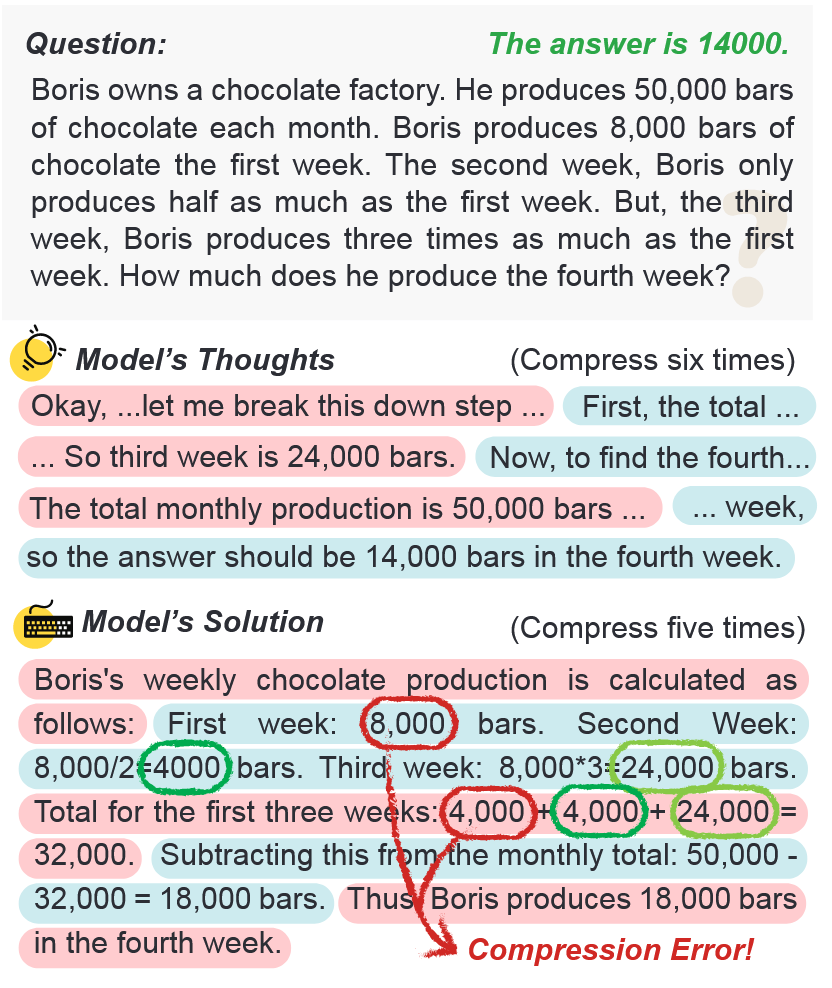 Question: The answer is 14000.
Boris owns a chocolate factory. He produces 50,000 bars
of chocolate each month. Boris produces 8,000 bars of
chocolate the first week. The second week, Boris only
produces half as much as the first week. But, the third
week, Boris produces three times as much as the first
week. How much does he produce the fourth week?
?
Model's Thoughts (Compress six times)
Okay, ...let me break this down step ... First, the total ...
... So third week is 24,000 bars. Now, to find the fourth...
The total monthly production is 50,000 bars ... ... week,
so the answer should be 14,000 bars in the fourth week.
Model's Solution (Compress five times)
Boris's weekly chocolate production is calculated as
follows: First week: 8,000 bars. Second Week:
8,000/2=4000 bars. Third week: 8,000*3=24,000 bars.
Total for the first three weeks: 4,000 + 4,000 + 24,000 =
32,000. Subtracting this from the monthly total: 50,000 -
32,000 = 18,000 bars. Thus Boris produces 18,000 bars
in the fourth week.
Compression Error!